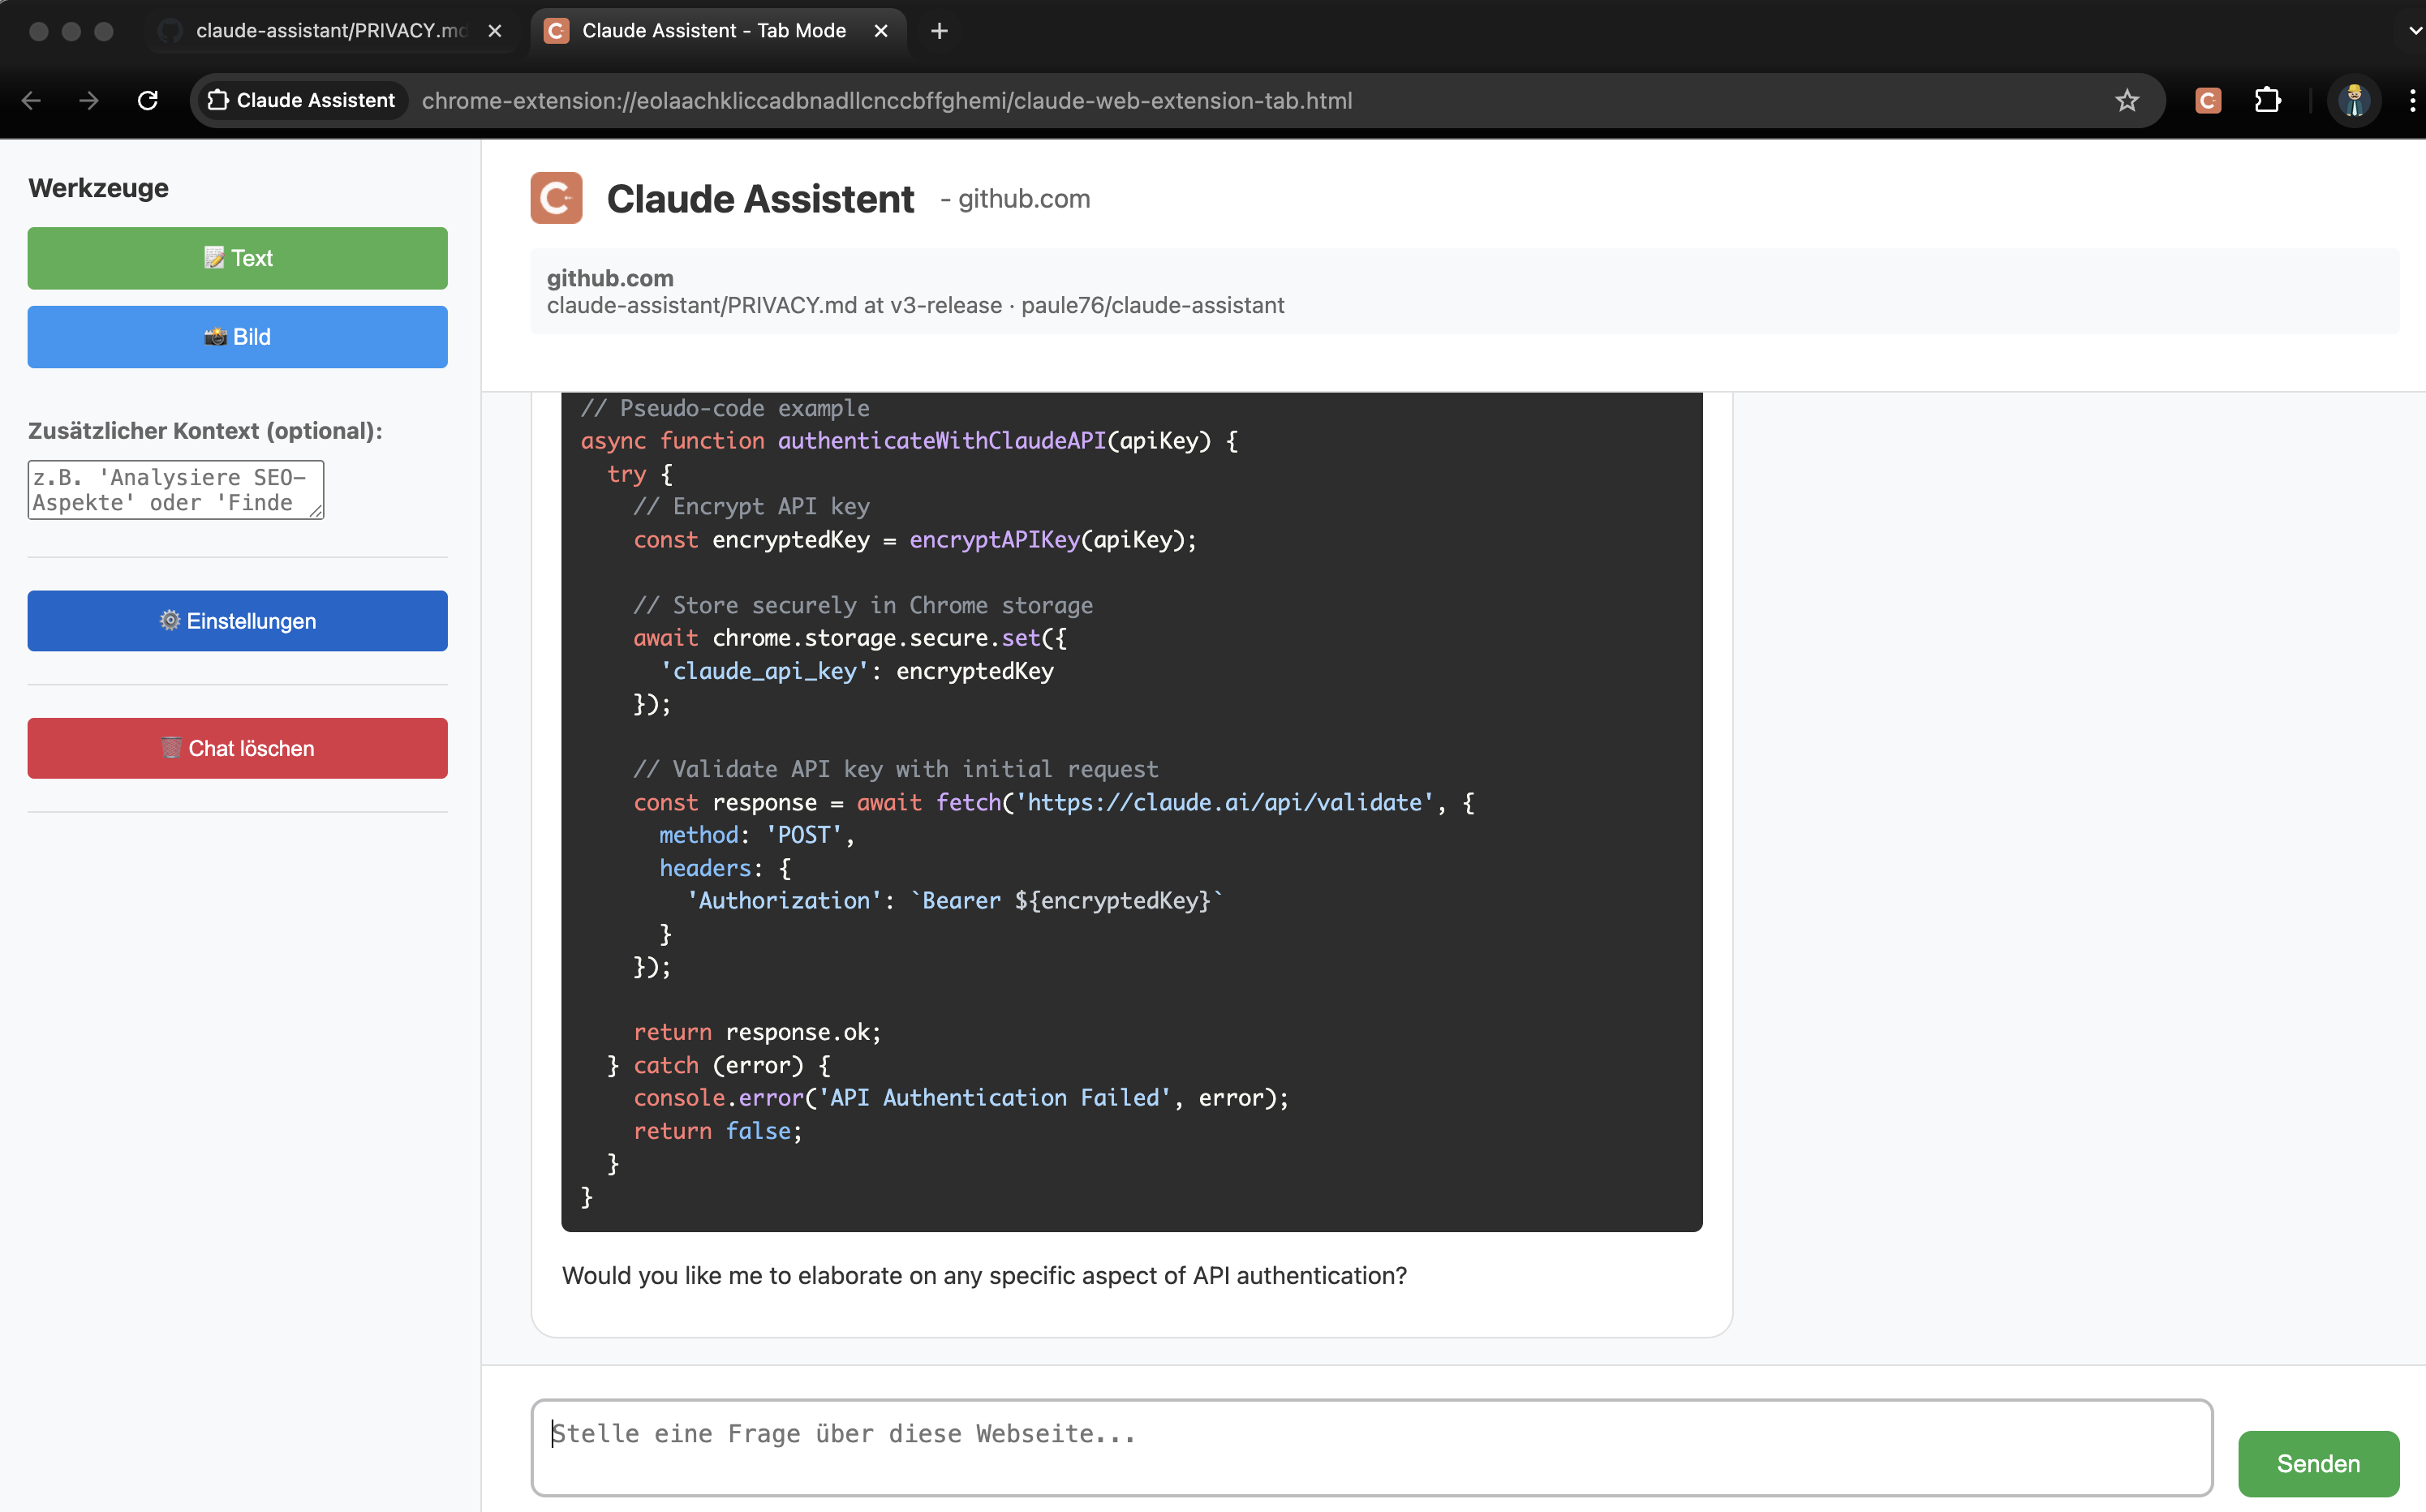 claude-assistant/PRIVACY.md
Claude Assistent - Tab Mode
Claude Assistent
chrome-extension://eolaachkliccadbnadllcnccbffghemi/claude-web-extension-tab.html
Werkzeuge
📝 Text
📸 Bild
Zusätzlicher Kontext (optional):
z.B. 'Analysiere SEO-
Aspekte' oder 'Finde
⚙️ Einstellungen
🗑️ Chat löschen
Claude Assistent - github.com
github.com
claude-assistant/PRIVACY.md at v3-release · paule76/claude-assistant
// Pseudo-code example
async function authenticateWithClaudeAPI(apiKey) {
  try {
    // Encrypt API key
    const encryptedKey = encryptAPIKey(apiKey);
    // Store securely in Chrome storage
    await chrome.storage.secure.set({
      'claude_api_key': encryptedKey
    });
    // Validate API key with initial request
    const response = await fetch('https://claude.ai/api/validate', {
      method: 'POST',
      headers: {
        'Authorization': `Bearer ${encryptedKey}`
      }
    });
    return response.ok;
  } catch (error) {
    console.error('API Authentication Failed', error);
    return false;
  }
}
Would you like me to elaborate on any specific aspect of API authentication?
Stelle eine Frage über diese Webseite...
Senden